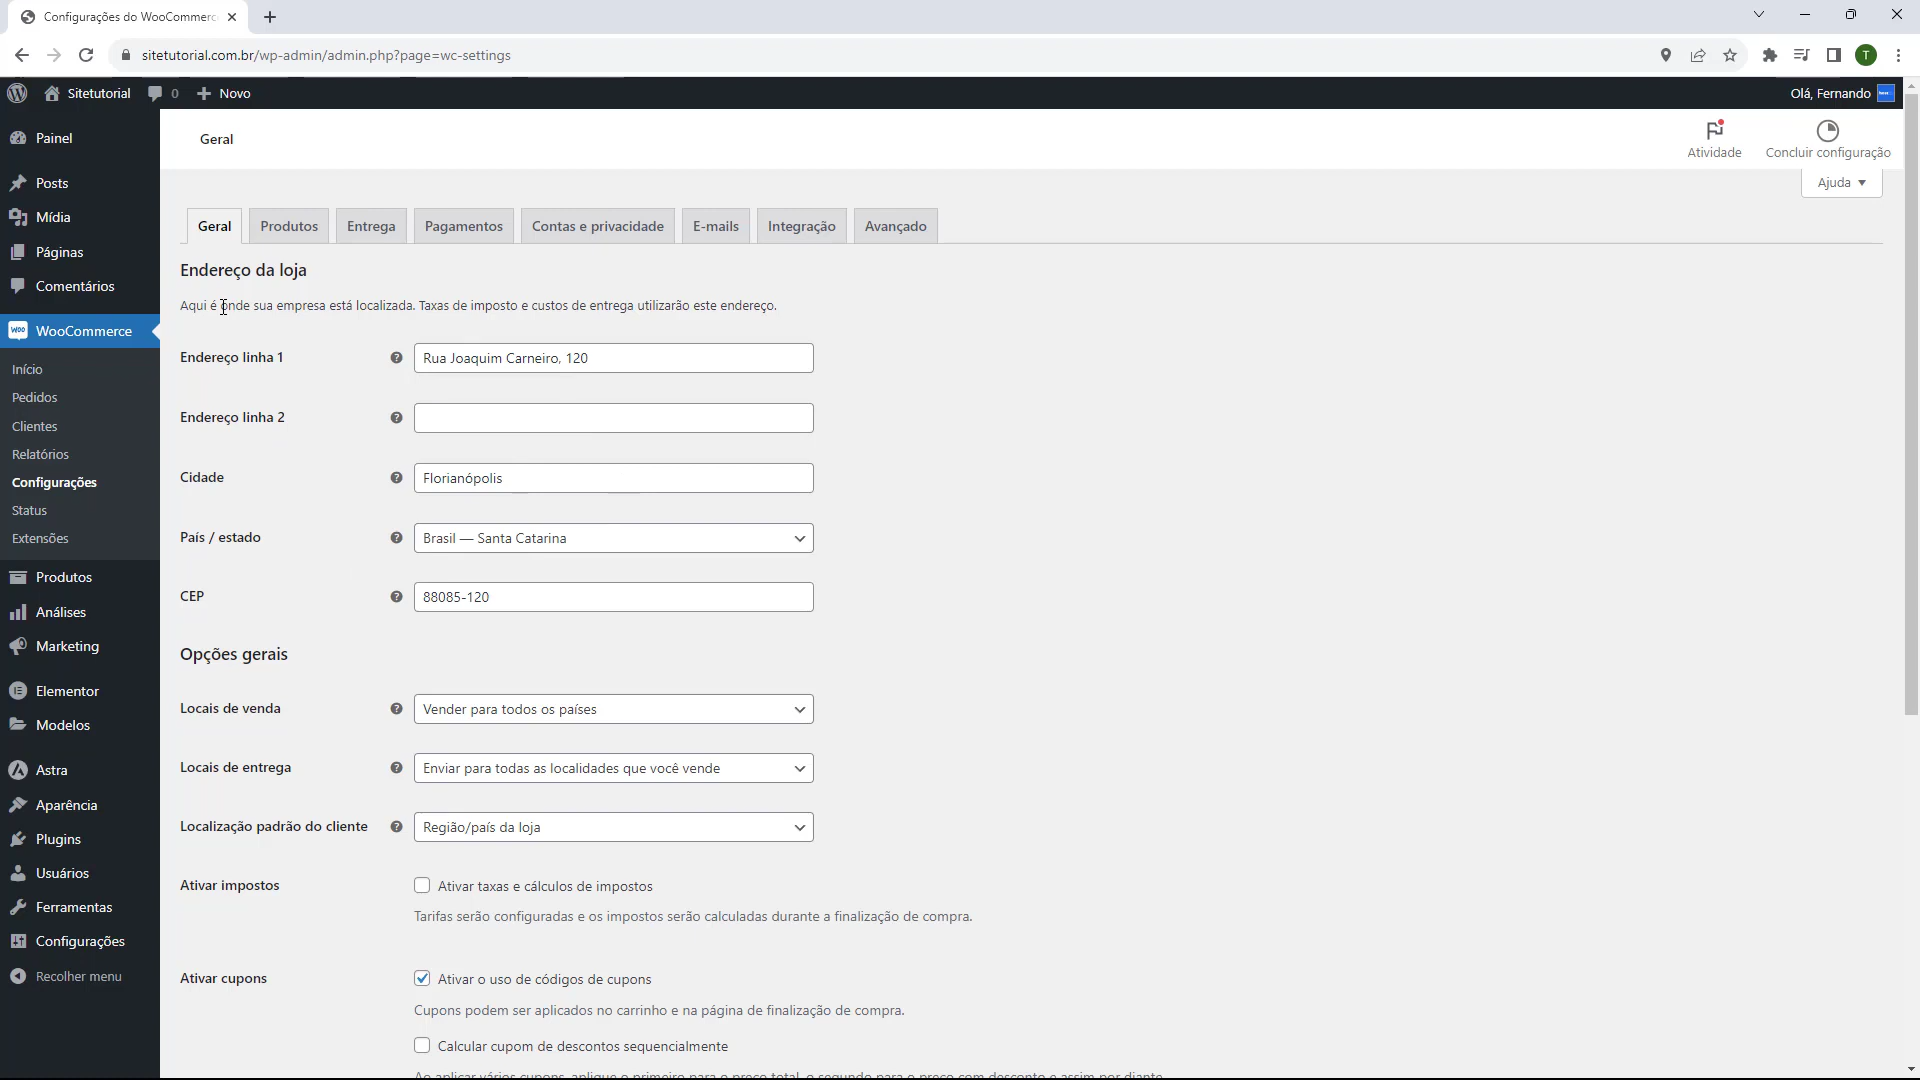 Configurações do WooCommerc
sitetutorial.com.br/wp-admin/admin.php?page=wc-settings
T
Sitetutorial
0
Novo
Olá, Fernando
Painel
Posts
Mídia
Páginas
Comentários
WooCommerce
Início
Pedidos
Clientes
Relatórios
Configurações
Status
Extensões
Produtos
Análises
Marketing
Elementor
Modelos
Astra
Aparência
Plugins
Usuários
Ferramentas
Configurações
Recolher menu
Geral
Atividade
Concluir configuração
Ajuda
Geral
Produtos
Entrega
Pagamentos
Contas e privacidade
E-mails
Integração
Avançado
Endereço da loja
Aqui é onde sua empresa está localizada. Taxas de imposto e custos de entrega utilizarão este endereço.
Endereço linha 1
Rua Joaquim Carneiro, 120
Endereço linha 2
Cidade
Florianópolis
País / estado
Brasil — Santa Catarina
CEP
88085-120
Opções gerais
Locais de venda
Vender para todos os países
Locais de entrega
Enviar para todas as localidades que você vende
Localização padrão do cliente
Região/país da loja
Ativar impostos
Ativar taxas e cálculos de impostos
Tarifas serão configuradas e os impostos serão calculadas durante a finalização de compra.
Ativar cupons
Ativar o uso de códigos de cupons
Cupons podem ser aplicados no carrinho e na página de finalização de compra.
Calcular cupom de descontos sequencialmente
Ao aplicar vários cupons, aplique o primeiro para o preço total, o segundo para o preço com desconto e assim por diante.